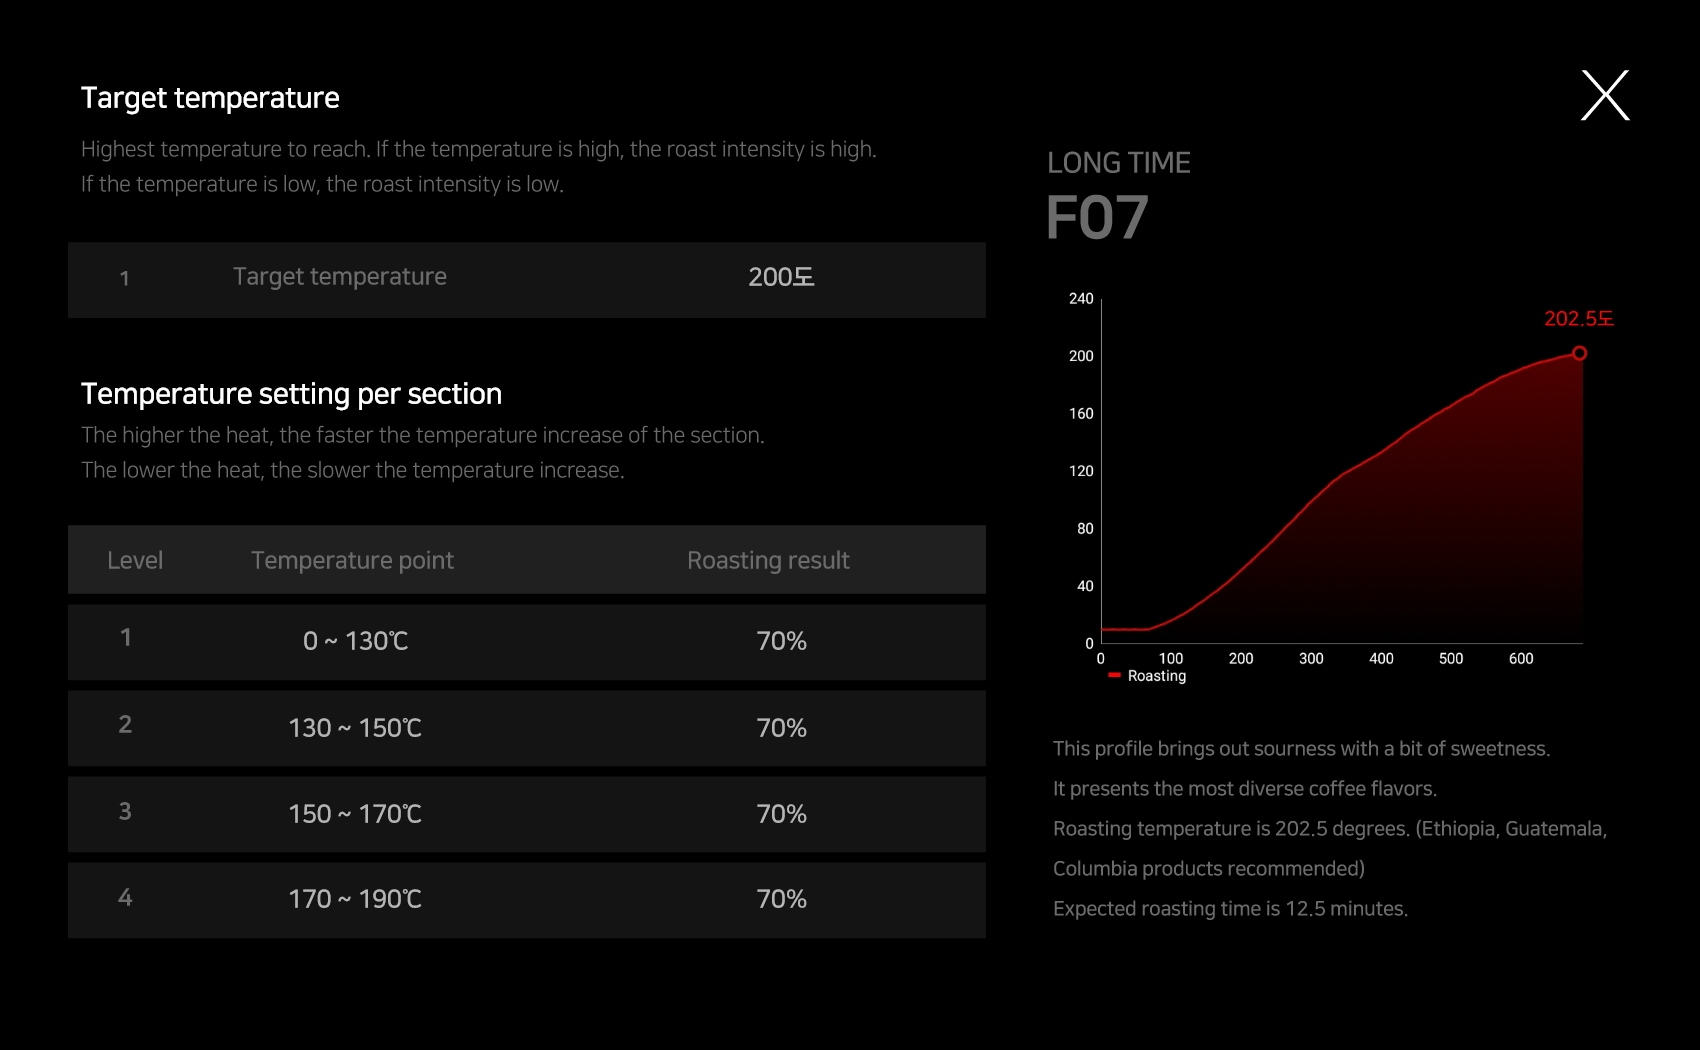 Target temperature
Highest temperature to reach. If the temperature is high, the roast intensity is high.
If the temperature is low, the roast intensity is low.
1 Target temperature 200도
Temperature setting per section
The higher the heat, the faster the temperature increase of the section.
The lower the heat, the slower the temperature increase.
Level Temperature point Roasting result
1 0 ~ 130℃ 70%
2 130 ~ 150℃ 70%
3 150 ~ 170℃ 70%
4 170 ~ 190℃ 70%
X
LONG TIME
F07
202.5도
240
200
160
120
80
40
0
0 100 200 300 400 500 600
Roasting
This profile brings out sourness with a bit of sweetness.
It presents the most diverse coffee flavors.
Roasting temperature is 202.5 degrees. (Ethiopia, Guatemala,
Columbia products recommended)
Expected roasting time is 12.5 minutes.